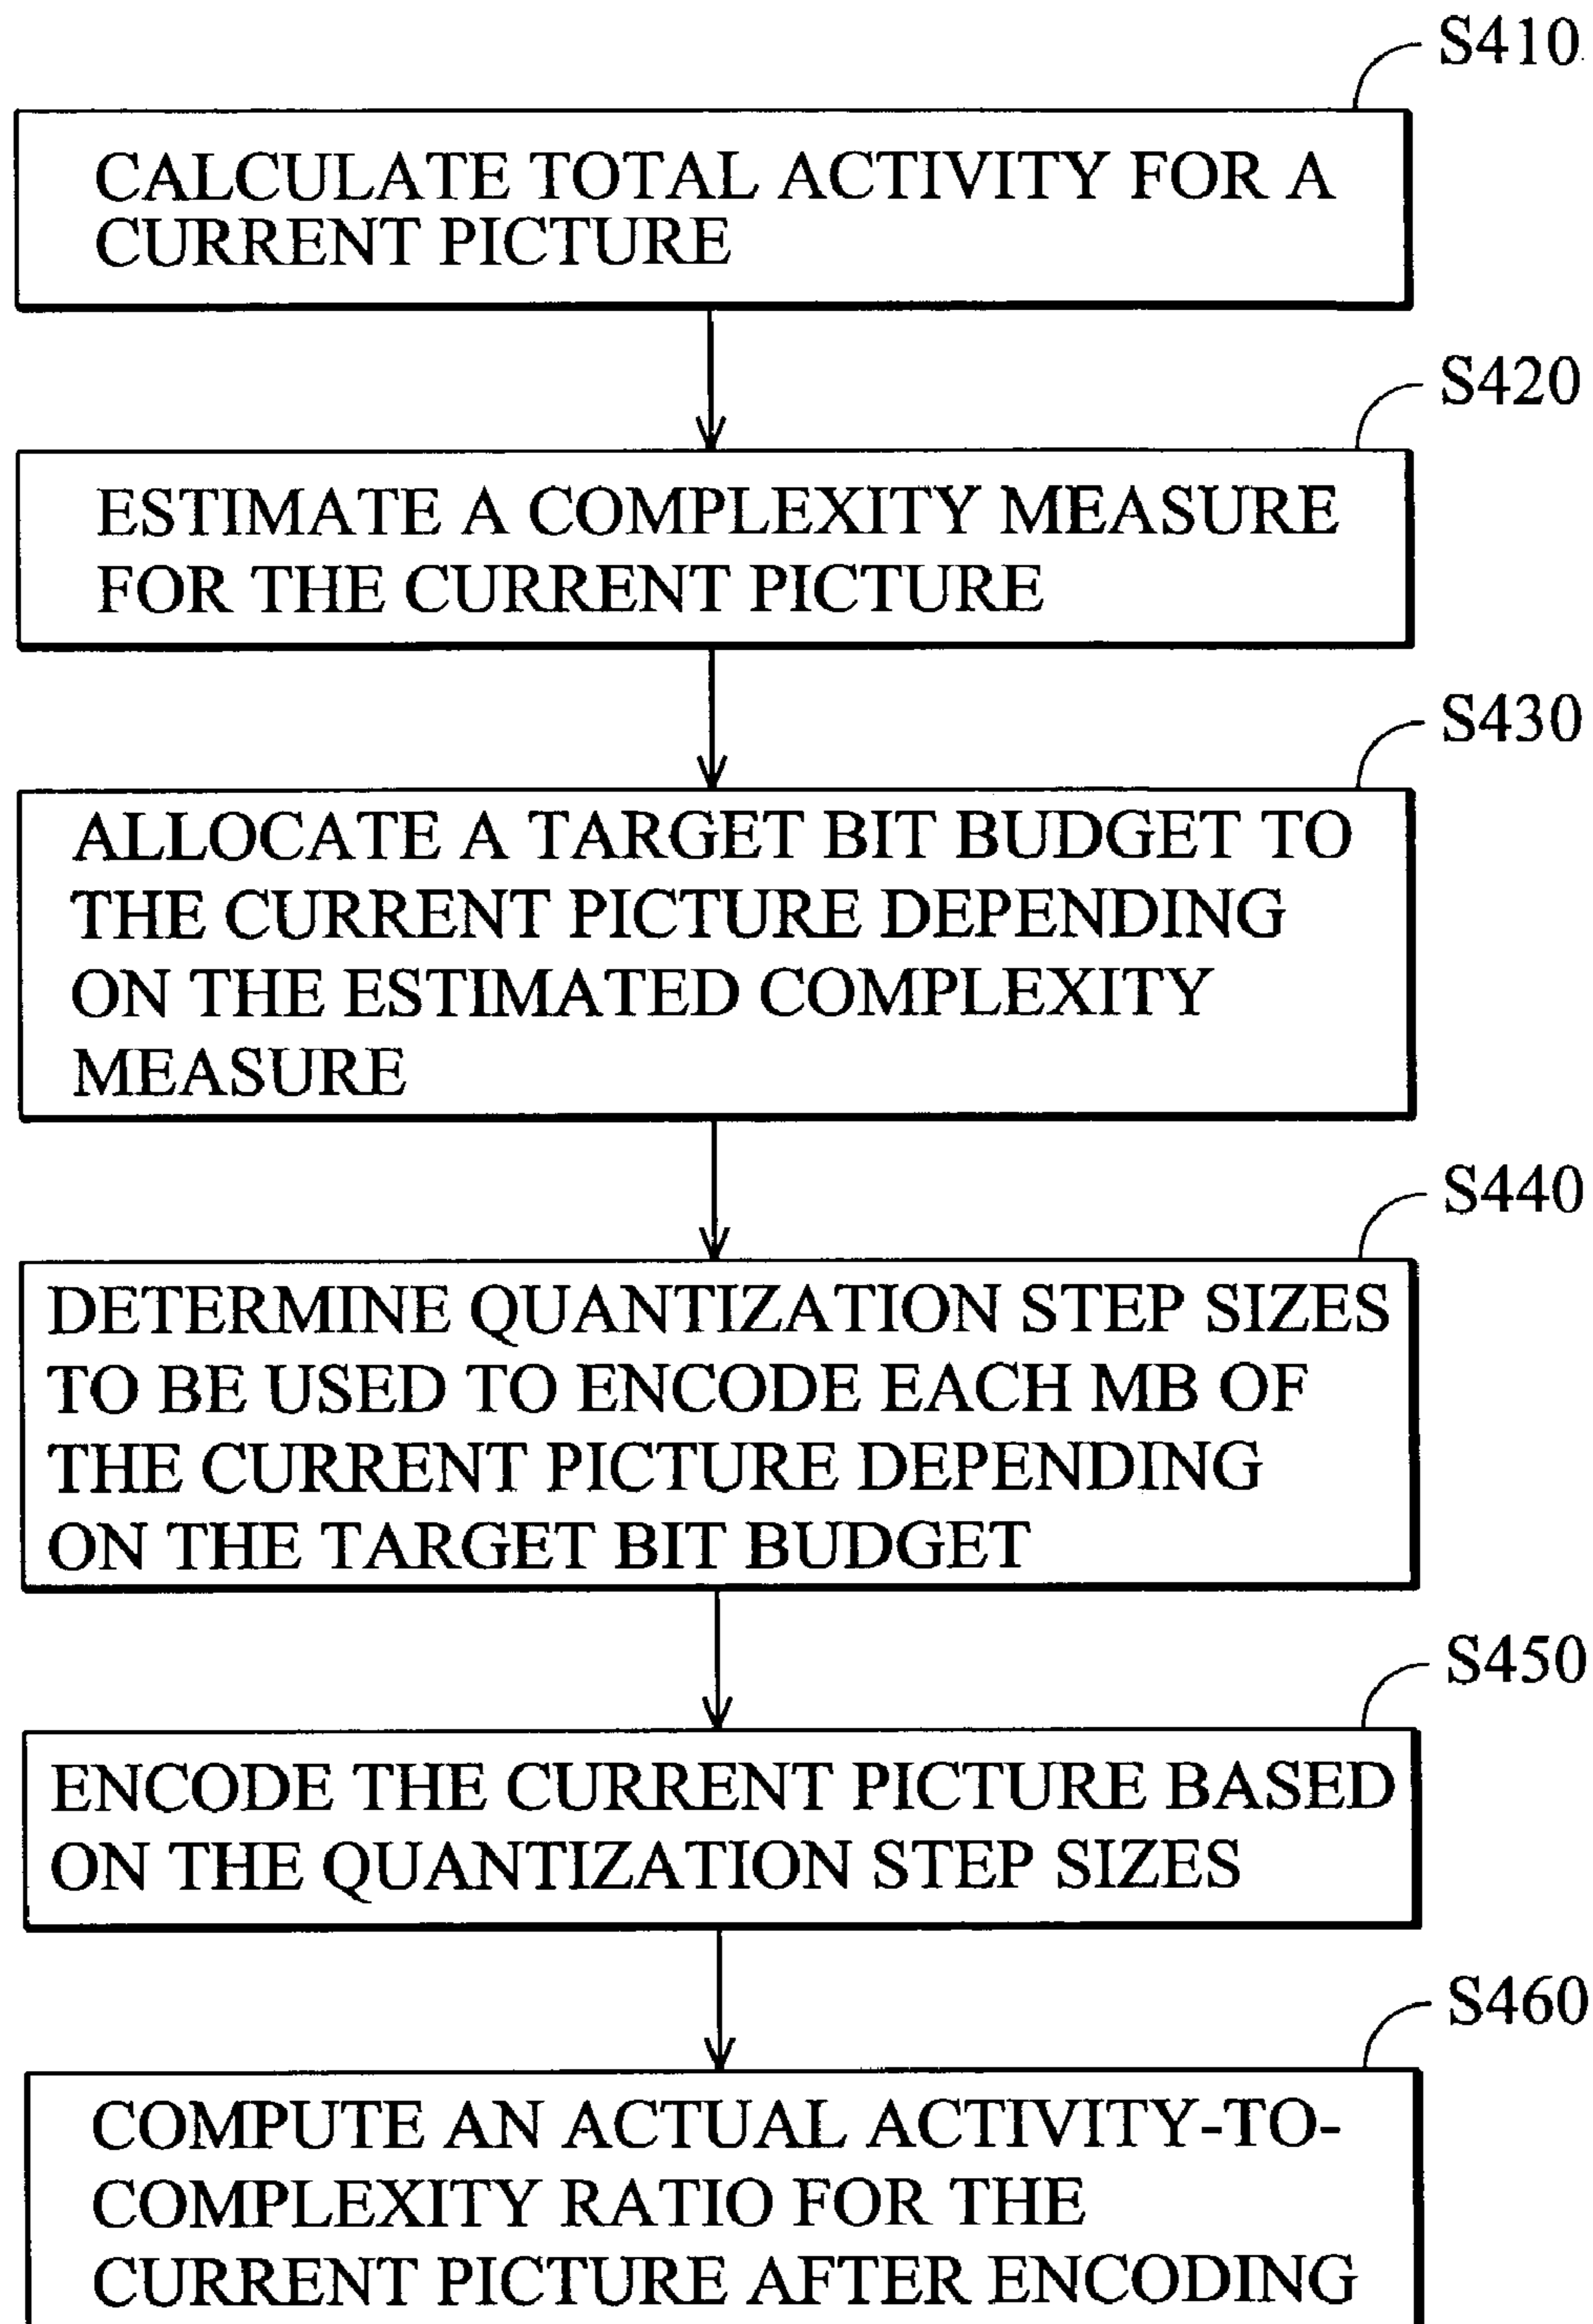 S410
CALCULATE TOTAL ACTIVITY FOR A
CURRENT PICTURE
S420
ESTIMATE A COMPLEXITY MEASURE
FOR THE CURRENT PICTURE
S430
ALLOCATE A TARGET BIT BUDGET TO
THE CURRENT PICTURE DEPENDING
ON THE ESTIMATED COMPLEXITY
MEASURE
S440
DETERMINE QUANTIZATION STEP SIZES
TO BE USED TO ENCODE EACH MB OF
THE CURRENT PICTURE DEPENDING
ON THE TARGET BIT BUDGET
S450
ENCODE THE CURRENT PICTURE BASED
ON THE QUANTIZATION STEP SIZES
S460
COMPUTE AN ACTUAL ACTIVITY-TO-
COMPLEXITY RATIO FOR THE
CURRENT PICTURE AFTER ENCODING